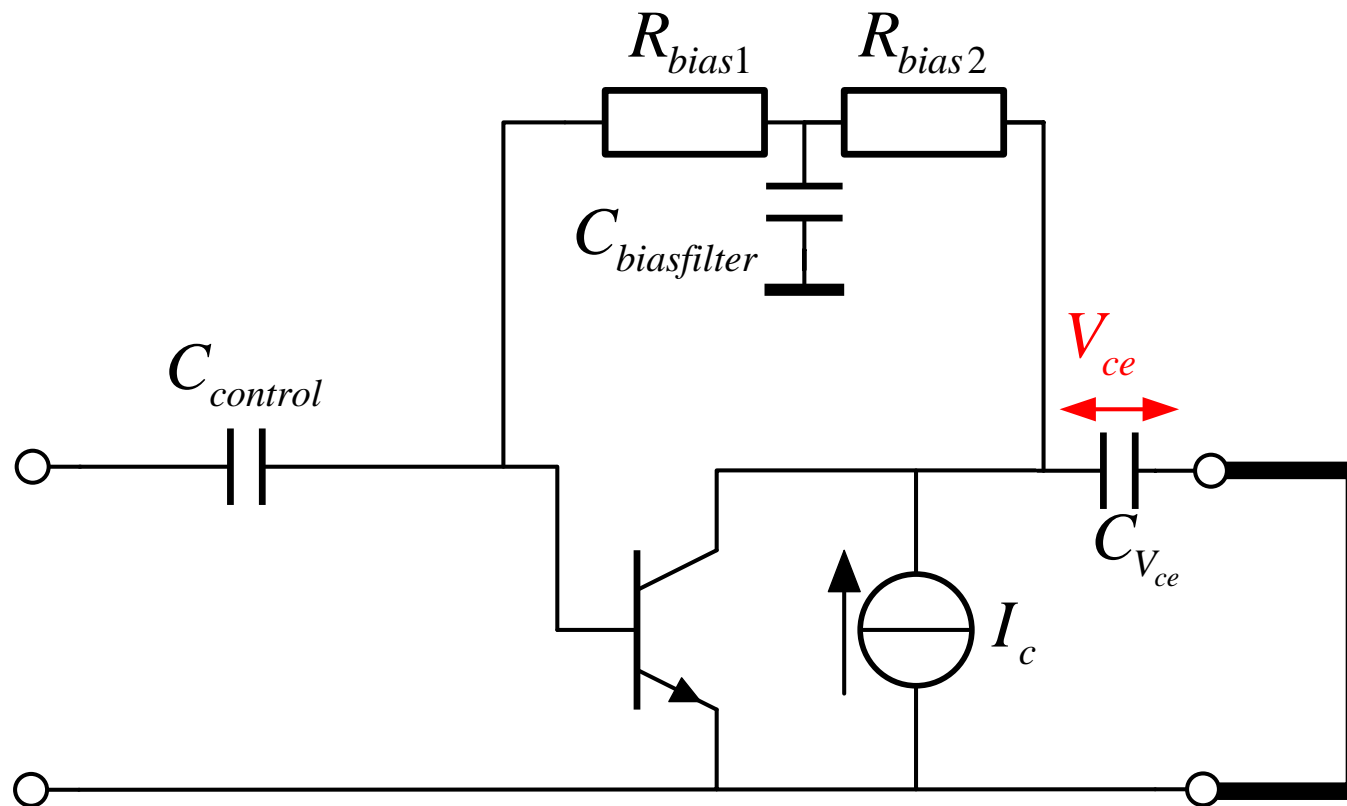 R_bias1 R_bias2
C_biasfilter
V_ce
C_control
C_V_ce
I_c